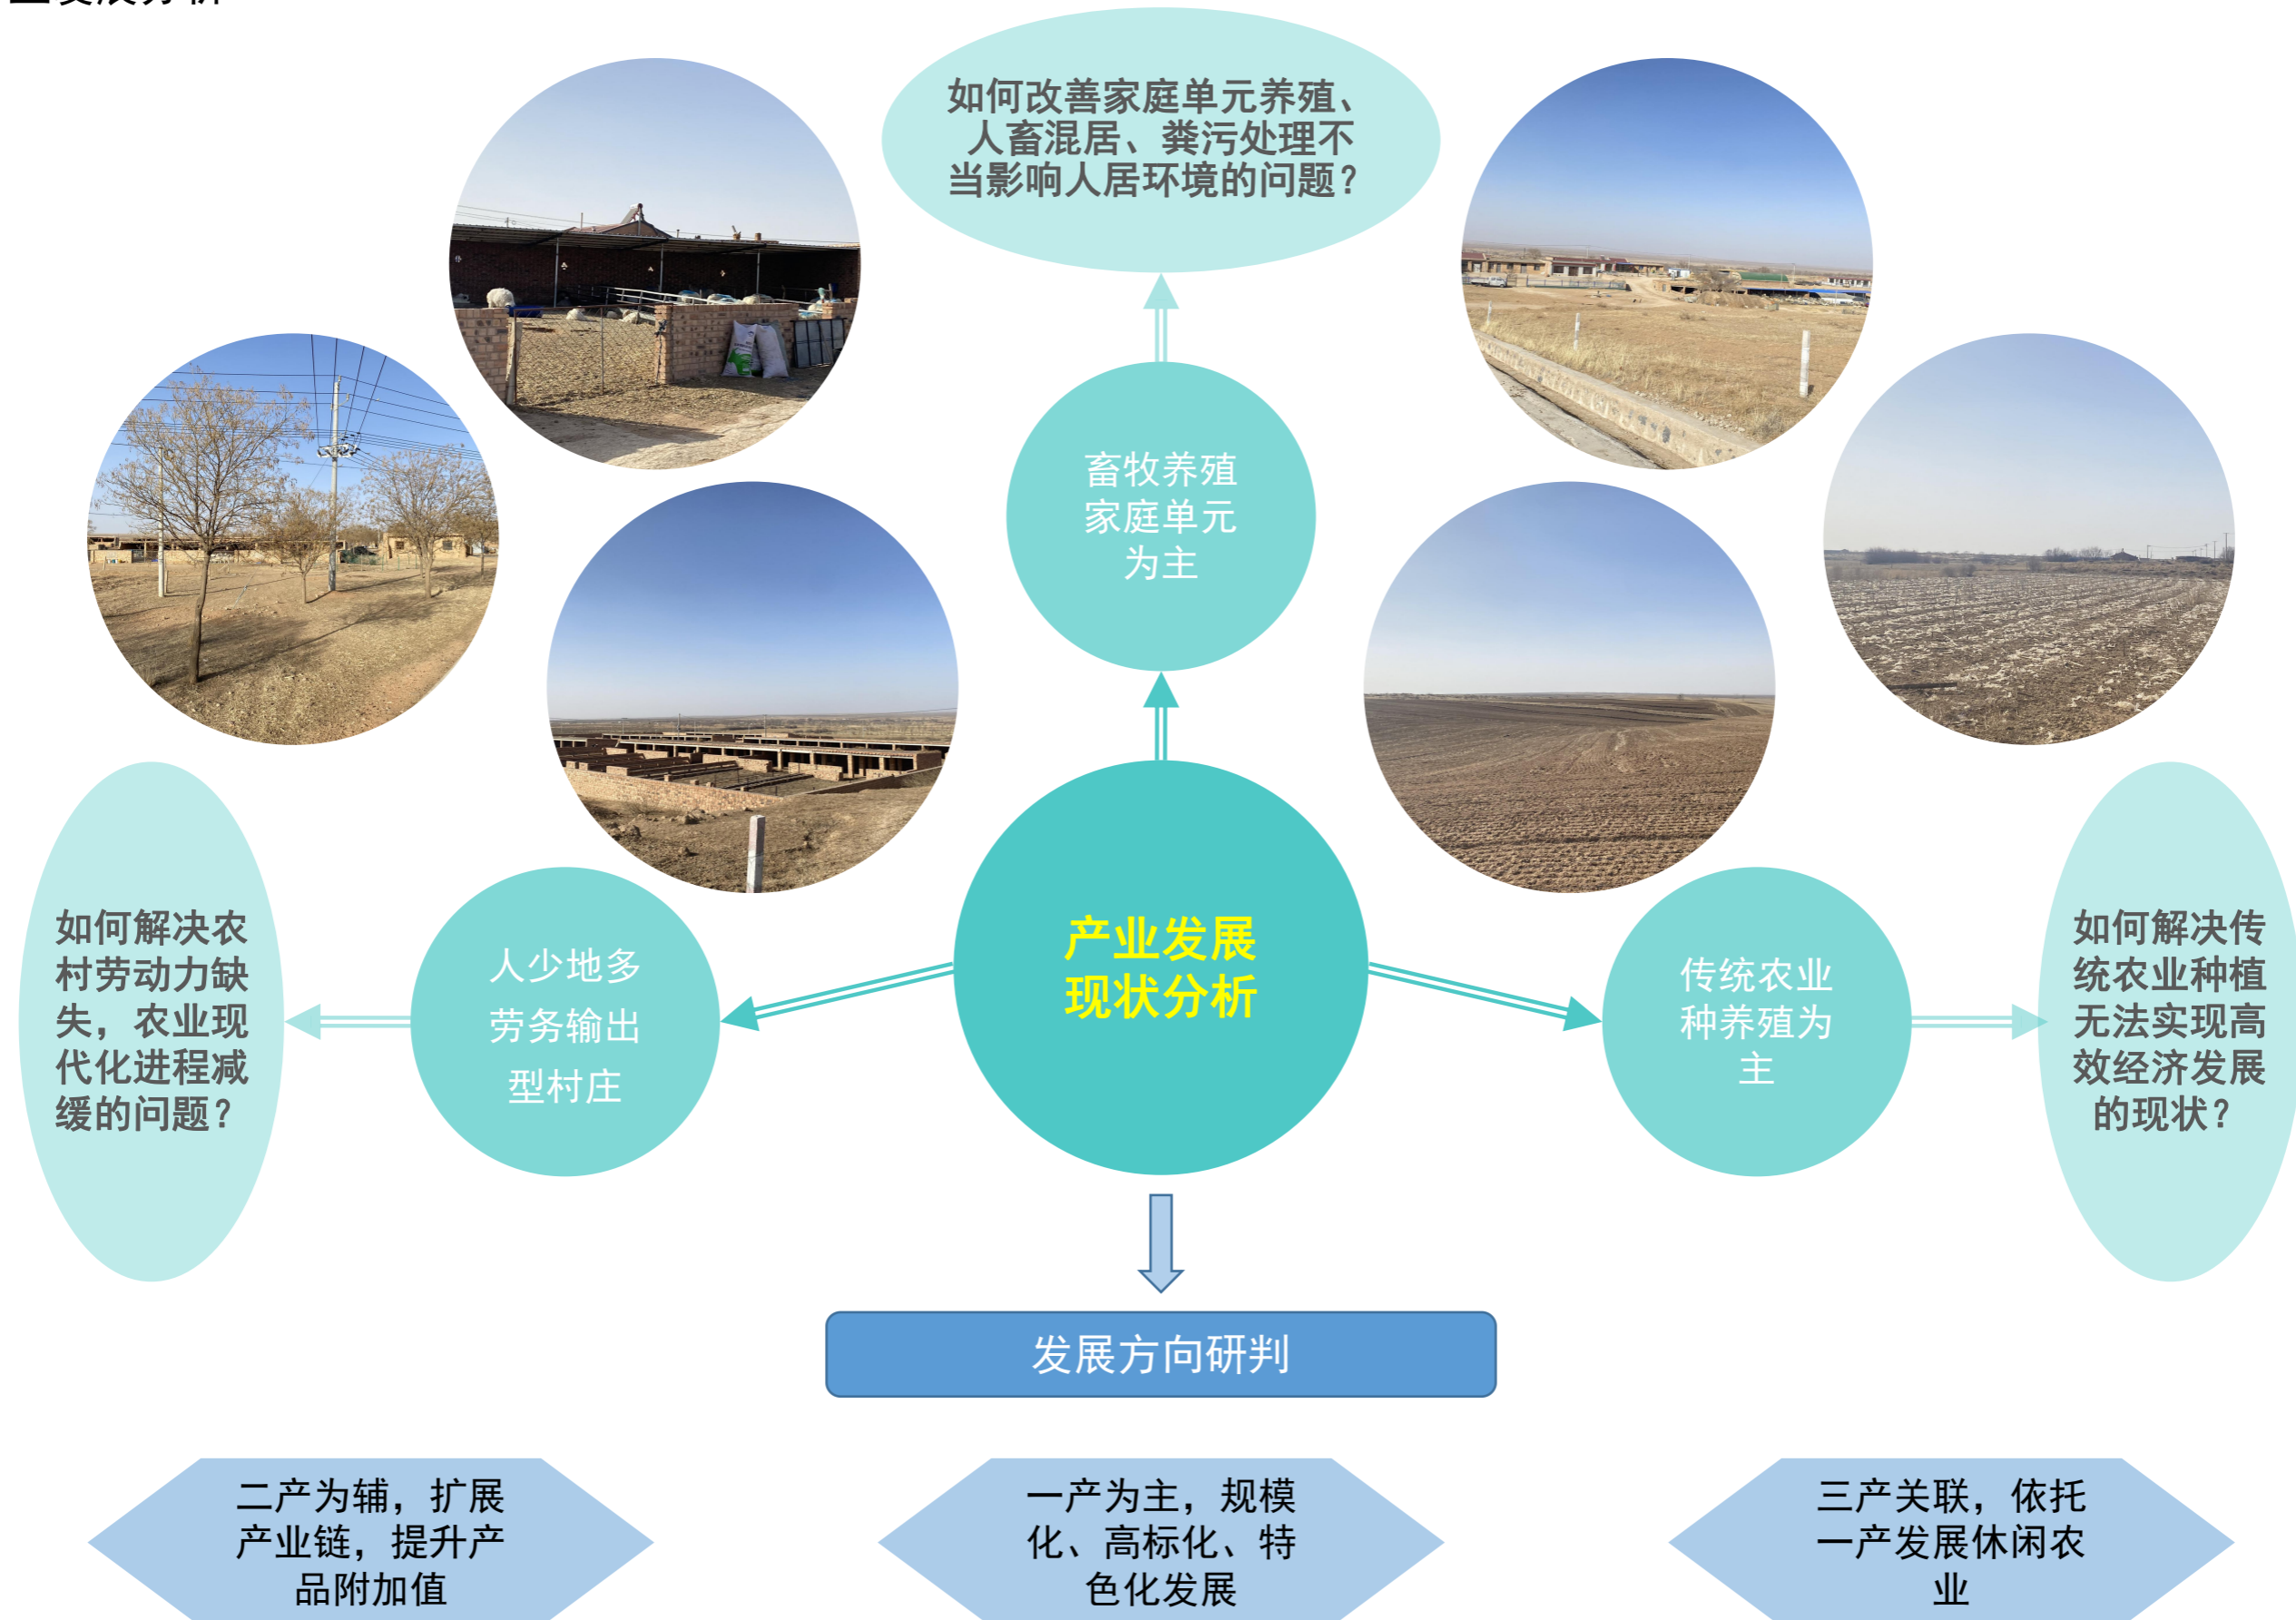 如何改善家庭单元养殖、
人畜混居、粪污处理不
当影响人居环境的问题?
畜牧养殖
家庭单元
为主
产业发展
现状分析
如何解决农
村劳动力缺
失，农业现
代化进程减
缓的问题?
人少地多
劳务输出
型村庄
传统农业
种养殖为
主
如何解决传
统农业种植
无法实现高
效经济发展
的现状?
发展方向研判
二产为辅，扩展
产业链，提升产
品附加值
一产为主，规模
化、高标化、特
色化发展
三产关联，依托
一产发展休闲农
业